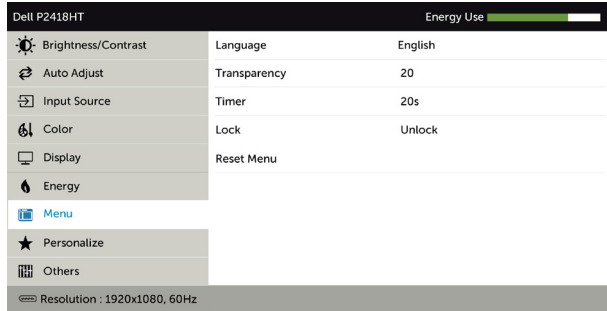 Dell P2418HT Energy Use
Brightness/Contrast Language English
Auto Adjust Transparency 20
Input Source Timer 20s
Color Lock Unlock
Display Reset Menu
Energy
Menu
Personalize
Others
Resolution : 1920x1080, 60Hz